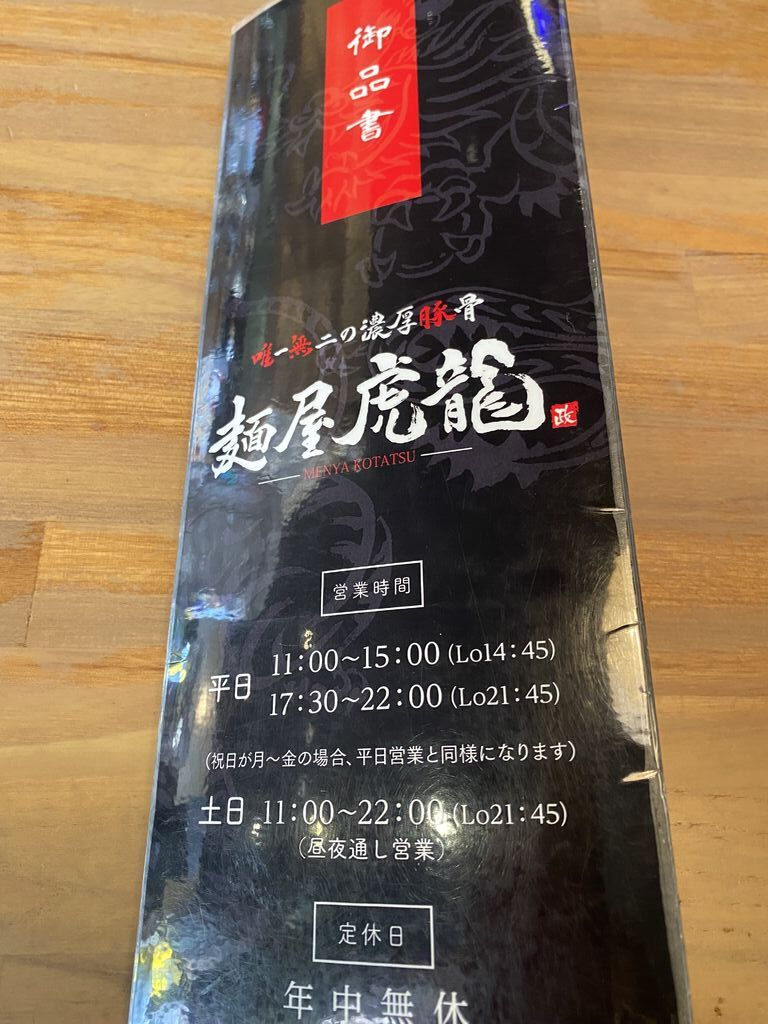 御品書
唯一無二の濃厚豚骨
麺屋虎龍
政
MENYA KOTATSU
営業時間
平日
11:00〜15:00 (Lo14:45)
17:30〜22:00 (Lo21:45)
(祝日が月〜金の場合、平日営業と同様になります)
土日 11:00〜22:00 (Lo21:45)
(昼夜通し営業)
定休日
年中無休